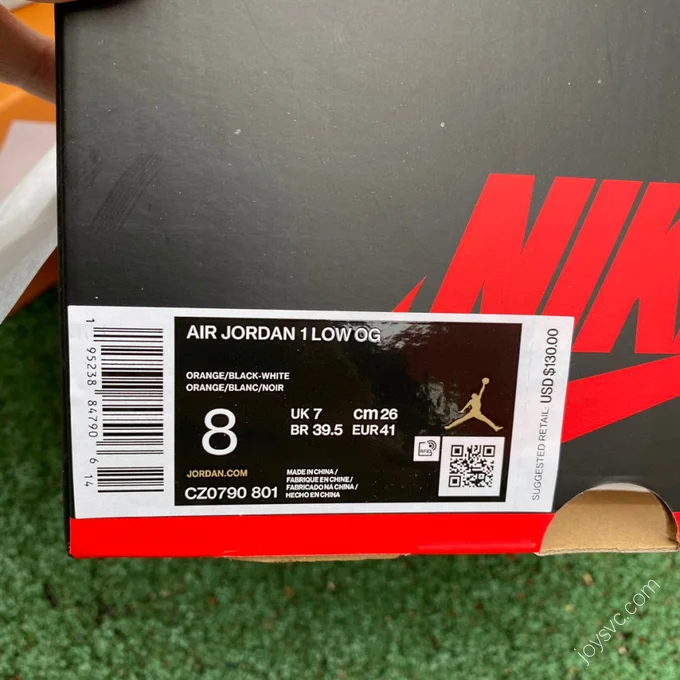 NIK
AIR JORDAN 1 LOW OG
ORANGE/BLACK-WHITE
ORANGE/BLANC/NOIR
8
UK 7 cm 26
BR 39.5 EUR 41
JORDAN.COM
CZ0790 801
MADE IN CHINA /
FABRIQUE EN CHINE /
FABRICADO NA CHINA /
HECHO EN CHINA
RFID
1 95238 84790 6 14
SUGGESTED RETAIL: USD $130.00
joysvc.com